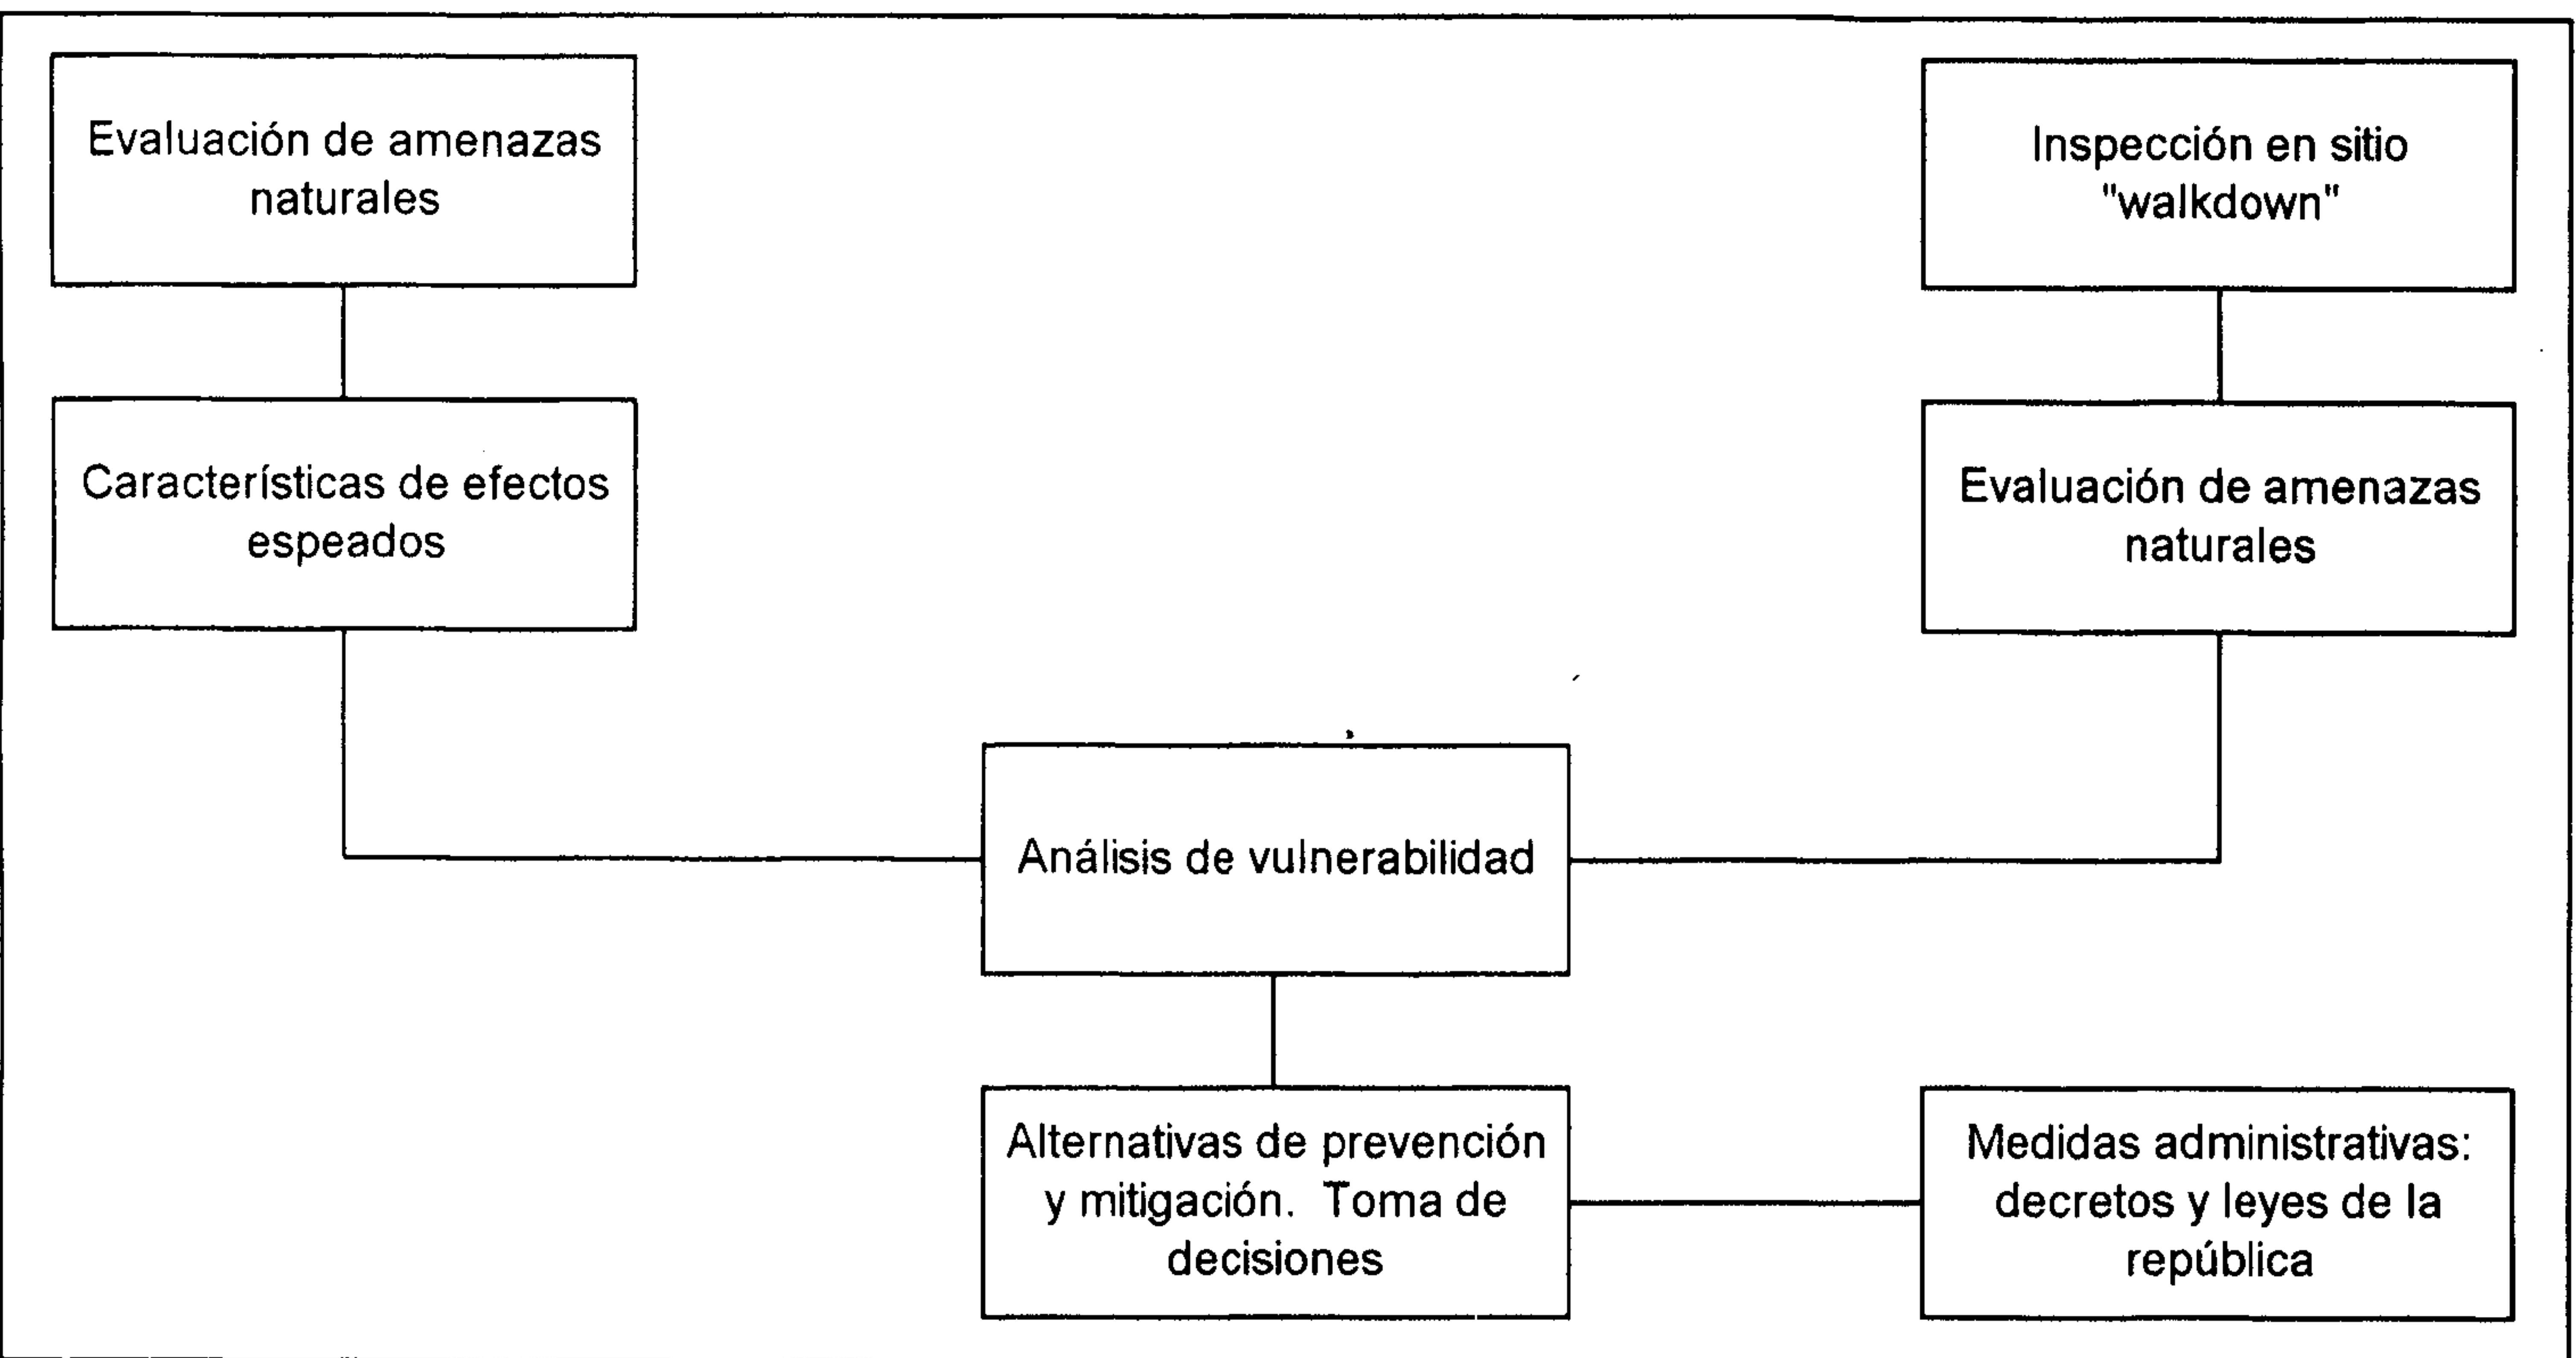 Evaluación de amenazas
naturales
Inspección en sitio
"walkdown"
Características de efectos
espeados
Evaluación de amenazas
naturales
Análisis de vulnerabilidad
Alternativas de prevención
y mitigación.  Toma de
decisiones
Medidas administrativas:
decretos y leyes de la
república